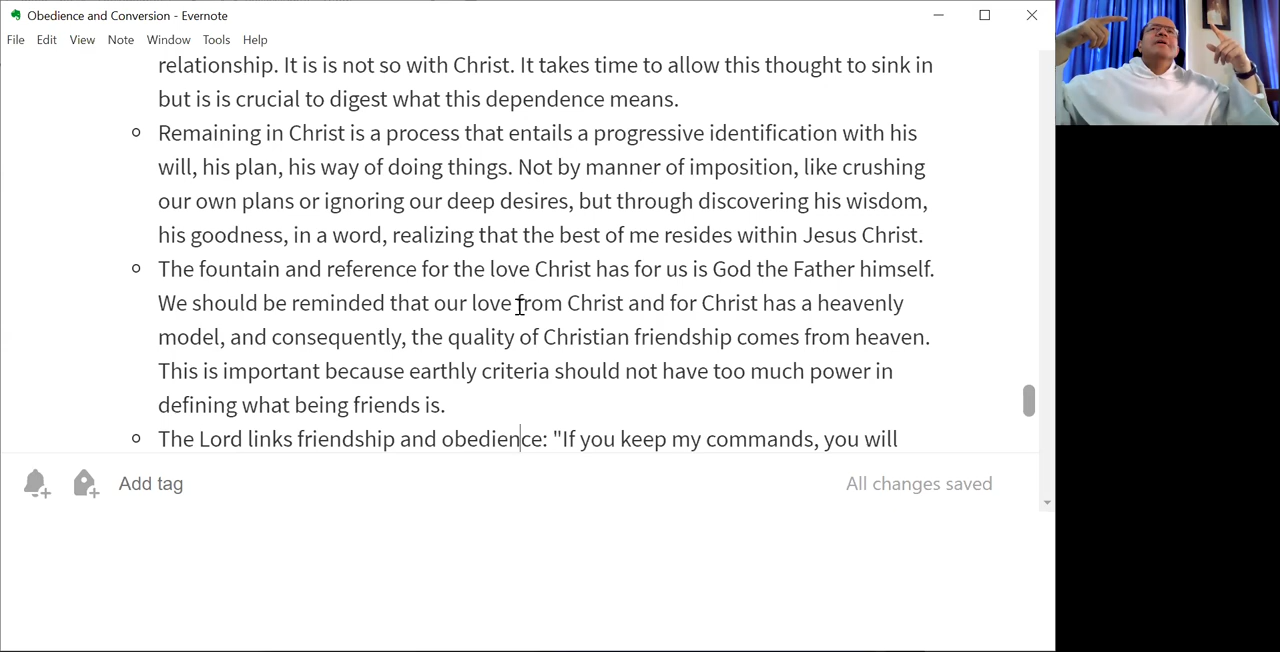 Obedience and Conversion - Evernote
File Edit View Note Window Tools Help
relationship. It is is not so with Christ. It takes time to allow this thought to sink in
but is is crucial to digest what this dependence means.
Remaining in Christ is a process that entails a progressive identification with his
will, his plan, his way of doing things. Not by manner of imposition, like crushing
our own plans or ignoring our deep desires, but through discovering his wisdom,
his goodness, in a word, realizing that the best of me resides within Jesus Christ.
The fountain and reference for the love Christ has for us is God the Father himself.
We should be reminded that our love from Christ and for Christ has a heavenly
model, and consequently, the quality of Christian friendship comes from heaven.
This is important because earthly criteria should not have too much power in
defining what being friends is.
The Lord links friendship and obedience: "If you keep my commands, you will
Add tag
All changes saved